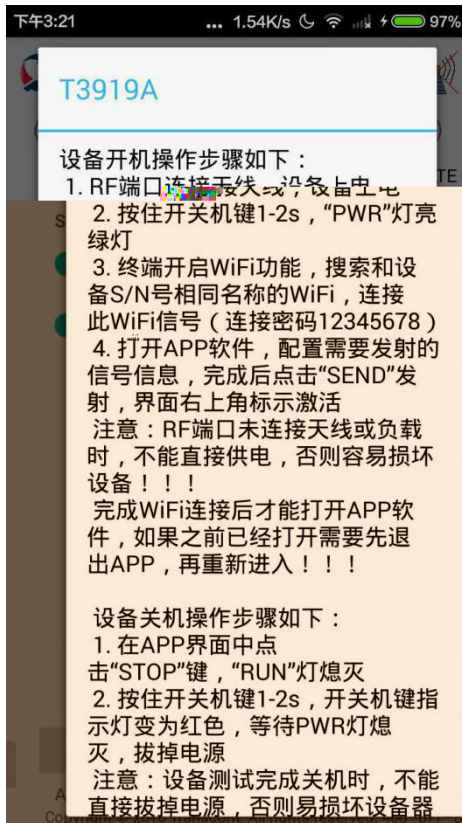 下午3:21 ... 1.54K/s 97%
T3919A
TE
设备开机操作步骤如下：
1. RF端口连接天线，设备上电
S
2. 按住开关机键1-2s，“PWR”灯亮
绿灯
3. 终端开启WiFi功能，搜索和设
备S/N号相同名称的WiFi，连接
此WiFi信号（连接密码12345678）
4. 打开APP软件，配置需要发射的
信号信息，完成后点击“SEND”发
射，界面右上角标示激活
注意：RF端口未连接天线或负载
时，不能直接供电，否则容易损坏
设备！！！
完成WiFi连接后才能打开APP软
件，如果之前已经打开需要先退
出APP，再重新进入！！！
设备关机操作步骤如下：
1. 在APP界面中点
击“STOP”键，“RUN”灯熄灭
2. 按住开关机键1-2s，开关机键指
示灯变为红色，等待PWR灯熄
灭，拔掉电源
注意：设备测试完成关机时，不能
A
直接拔掉电源，否则易损坏设备器